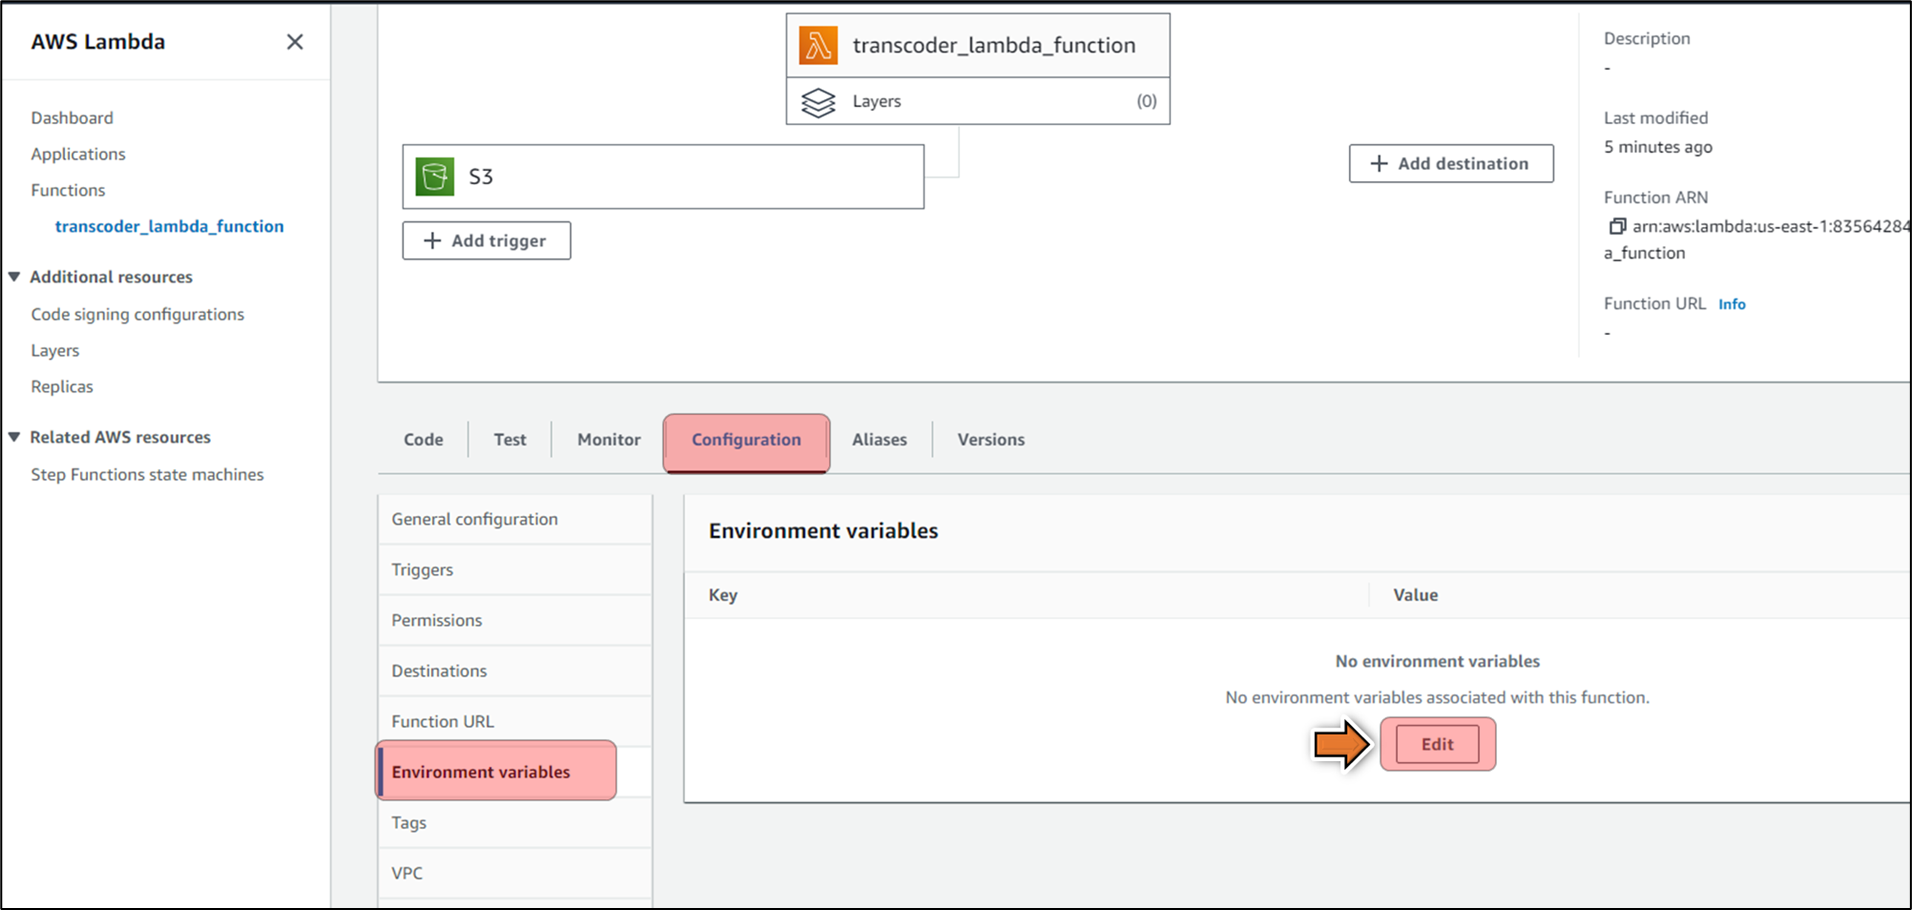 AWS Lambda
Dashboard
Applications
Functions
transcoder_lambda_function
Additional resources
Code signing configurations
Layers
Replicas
Related AWS resources
Step Functions state machines
transcoder_lambda_function
Layers (0)
S3
Add trigger
Add destination
Description
-
Last modified
5 minutes ago
Function ARN
arn:aws:lambda:us-east-1:83564284
a_function
Function URL Info
-
Code Test Monitor Configuration Aliases Versions
General configuration
Triggers
Permissions
Destinations
Function URL
Environment variables
Tags
VPC
Environment variables
Key Value
No environment variables
No environment variables associated with this function.
Edit